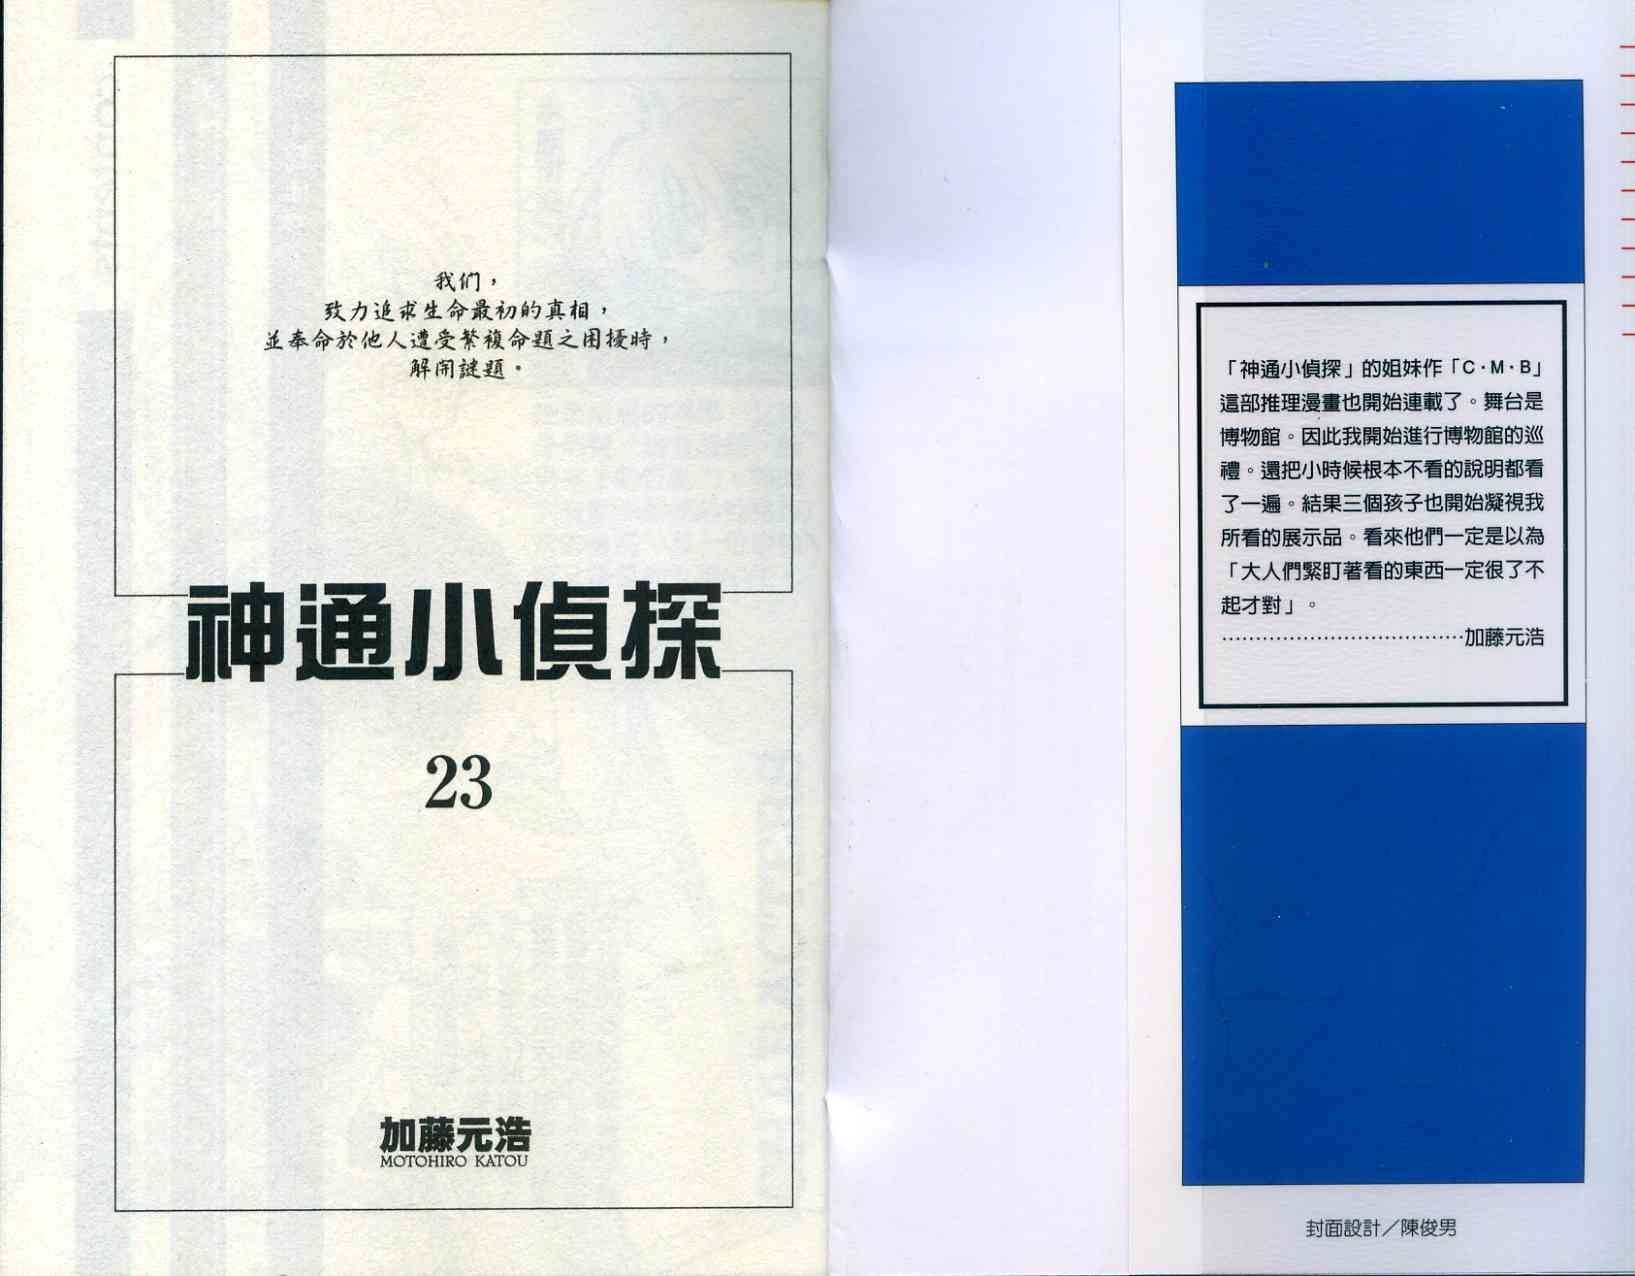 我们，
致力追求生命最初的真相，
並奉命於他人遭受繁複命題之困擾時，
解開謎題。
神通小偵探
23
加藤元浩
MOTOHIRO KATOU
「神通小偵探」的姐妹作「C·M·B」
這部推理漫畫也開始連載了。舞台是
博物館。因此我開始進行博物館的巡
禮。還把小時候根本不看的說明都看
了一遍。結果三個孩子也開始凝視我
所看的展示品。看來他們一定是以為
「大人們緊盯著看的東西一定很了不
起才對」。
………………………………加藤元浩
封面設計／陳俊男